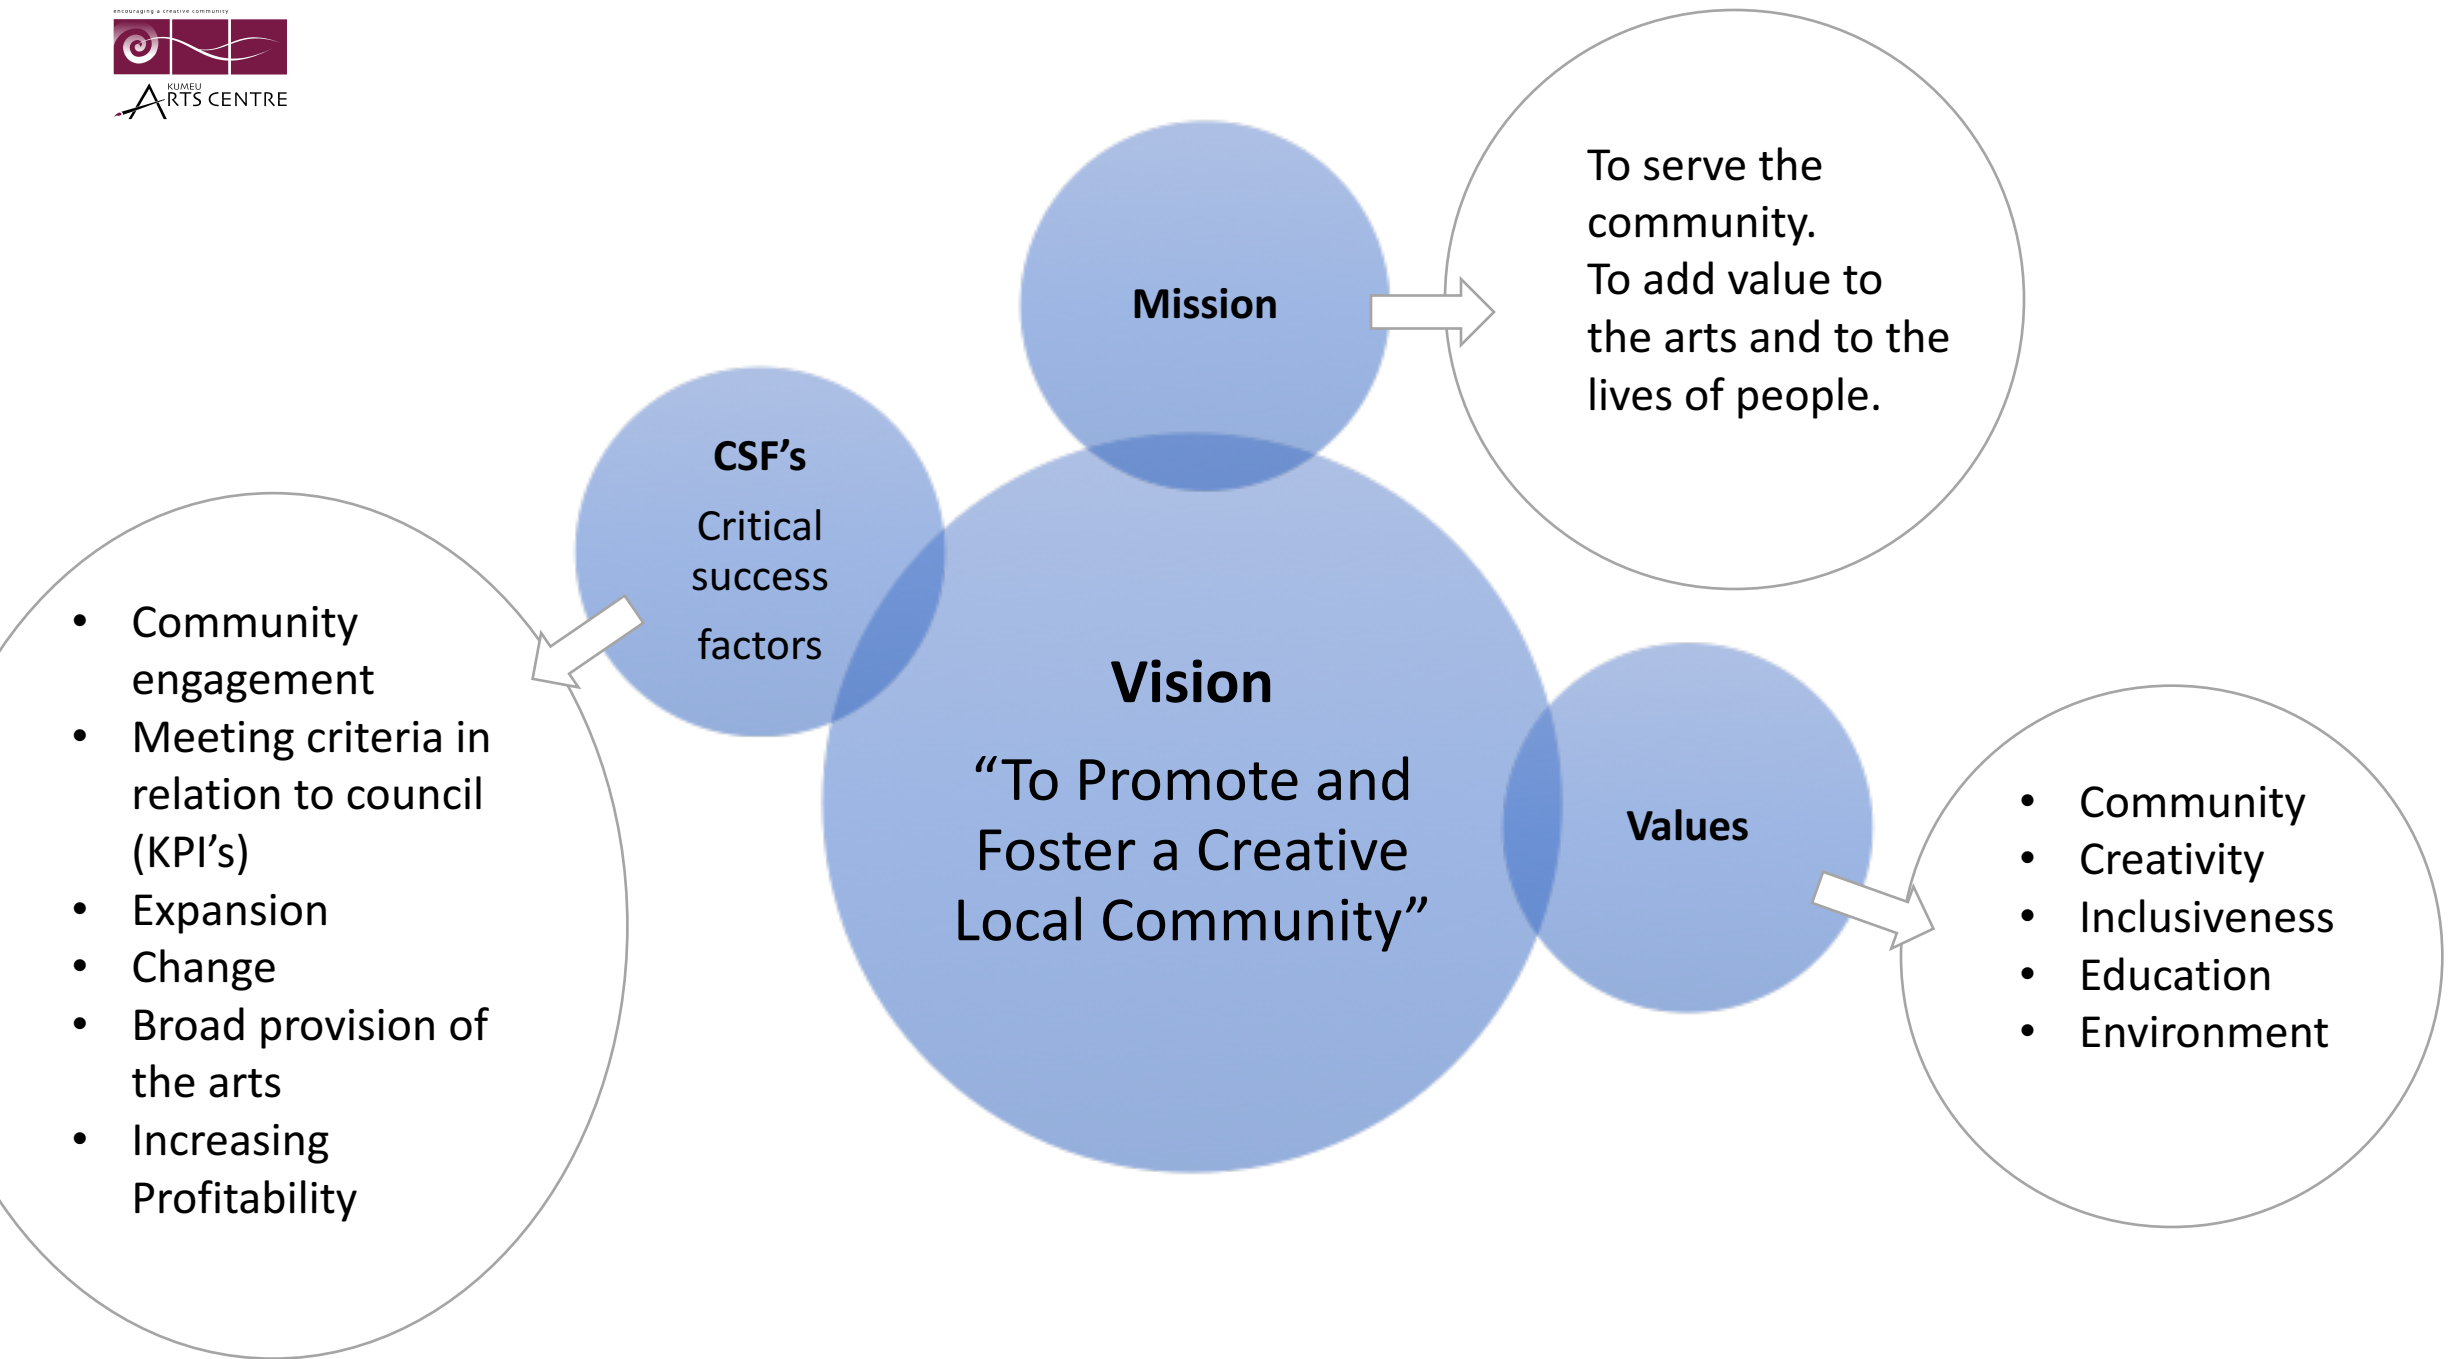 encouraging a creative community
KUMEU
ARTS CENTRE
Mission
To serve the
community.
To add value to
the arts and to the
lives of people.
CSF’s
Critical
success
factors
• Community
engagement
• Meeting criteria in
relation to council
(KPI’s)
• Expansion
• Change
• Broad provision of
the arts
• Increasing
Profitability
Vision
“To Promote and
Foster a Creative
Local Community”
Values
• Community
• Creativity
• Inclusiveness
• Education
• Environment